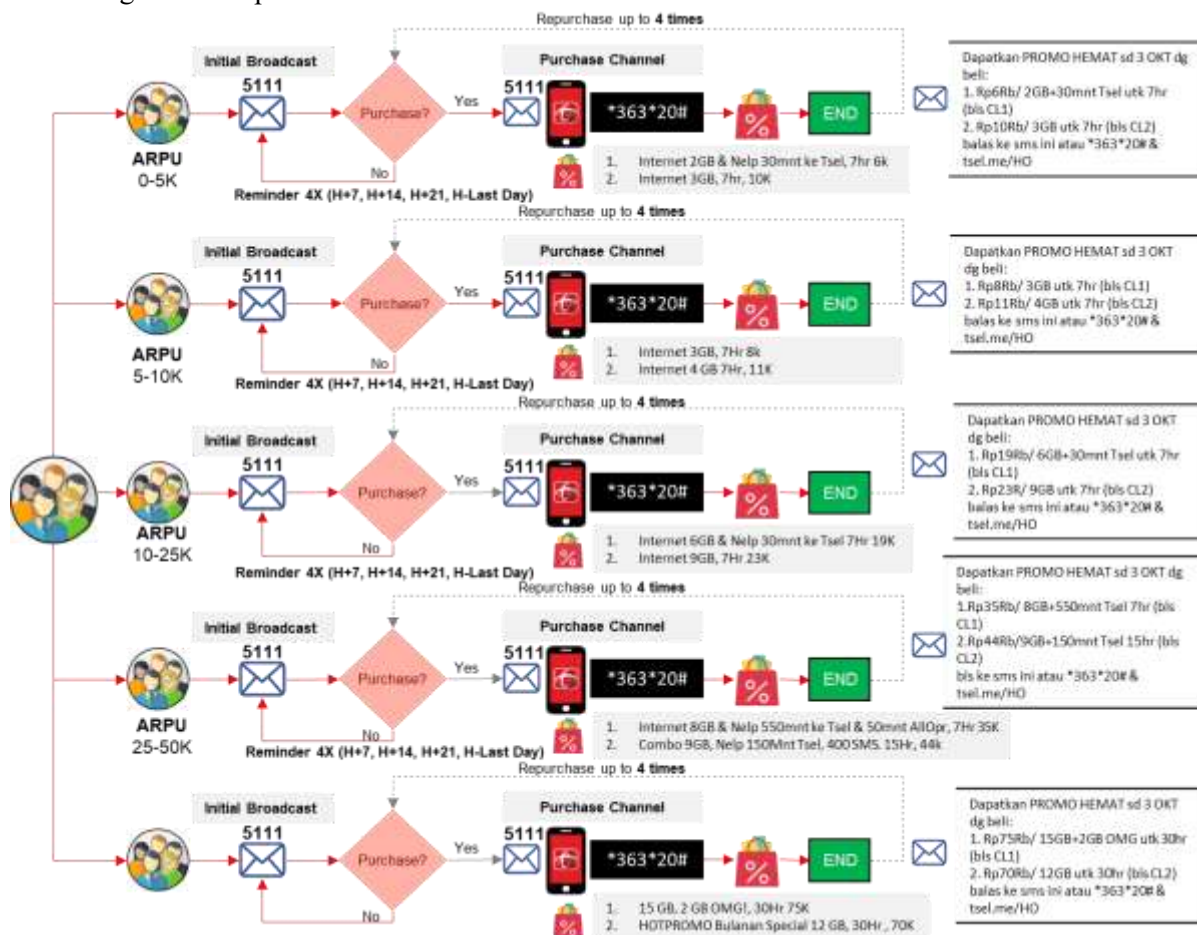 Repurchase up to 4 times
Initial Broadcast
Purchase Channel
5111
Purchase?
Yes
5111
*363*20#
END
No
ARPU
0-5K
1. Internet 2GB & Nelp 30mnt ke Tsel, 7hr 6k
2. Internet 3GB, 7hr, 10K
Reminder 4X (H+7, H+14, H+21, H-Last Day)
Dapatkan PROMO HEMAT sd 3 OKT dg
beli:
1. Rp6Rb/ 2GB+30mnt Tsel utk 7hr
(bls CL1)
2. Rp10Rb/ 3GB utk 7hr (bls CL2)
balas ke sms ini atau *363*20# &
tsel.me/HO
Repurchase up to 4 times
Initial Broadcast
Purchase Channel
5111
Purchase?
Yes
5111
*363*20#
END
No
ARPU
5-10K
1. Internet 3GB, 7Hr 8k
2. Internet 4 GB 7Hr, 11K
Reminder 4X (H+7, H+14, H+21, H-Last Day)
Dapatkan PROMO HEMAT sd 3 OKT
dg beli:
1. Rp8Rb/ 3GB utk 7hr (bls CL1)
2. Rp11Rb/ 4GB utk 7hr (bls CL2)
balas ke sms ini atau *363*20# &
tsel.me/HO
Repurchase up to 4 times
Initial Broadcast
Purchase Channel
5111
Purchase?
Yes
5111
*363*20#
END
No
ARPU
10-25K
1. Internet 6GB & Nelp 30mnt ke Tsel 7Hr 19K
2. Internet 9GB, 7Hr 23K
Reminder 4X (H+7, H+14, H+21, H-Last Day)
Dapatkan PROMO HEMAT sd 3 OKT
dg beli:
1. Rp19Rb/ 6GB+30mnt Tsel utk 7hr
(bls CL1)
2. Rp23R/ 9GB utk 7hr (bls CL2)
balas ke sms ini atau *363*20# &
tsel.me/HO
Repurchase up to 4 times
Initial Broadcast
Purchase Channel
5111
Purchase?
Yes
5111
*363*20#
END
No
ARPU
25-50K
1. Internet 8GB & Nelp 550mnt ke Tsel & 50mnt AllOpr, 7Hr 35K
2. Combo 9GB, Nelp 150Mnt Tsel, 400 SMS. 15Hr, 44k
Reminder 4X (H+7, H+14, H+21, H-Last Day)
Dapatkan PROMO HEMAT sd 3 OKT dg
beli:
1.Rp35Rb/ 8GB+550mnt Tsel 7hr (bls
CL1)
2.Rp44Rb/9GB+150mnt Tsel 15hr (bls
CL2)
bls ke sms ini atau *363*20# &
tsel.me/HO
Repurchase up to 4 times
Initial Broadcast
Purchase Channel
5111
Purchase?
Yes
5111
*363*20#
END
No
1. 15 GB, 2 GB OMG!, 30Hr 75K
2. HOTPROMO Bulanan Special 12 GB, 30Hr , 70K
Dapatkan PROMO HEMAT sd 3 OKT
dg beli:
1. Rp75Rb/ 15GB+2GB OMG utk 30hr
(bls CL1)
2. Rp70Rb/ 12GB utk 30hr (bls CL2)
balas ke sms ini atau *363*20# &
tsel.me/HO